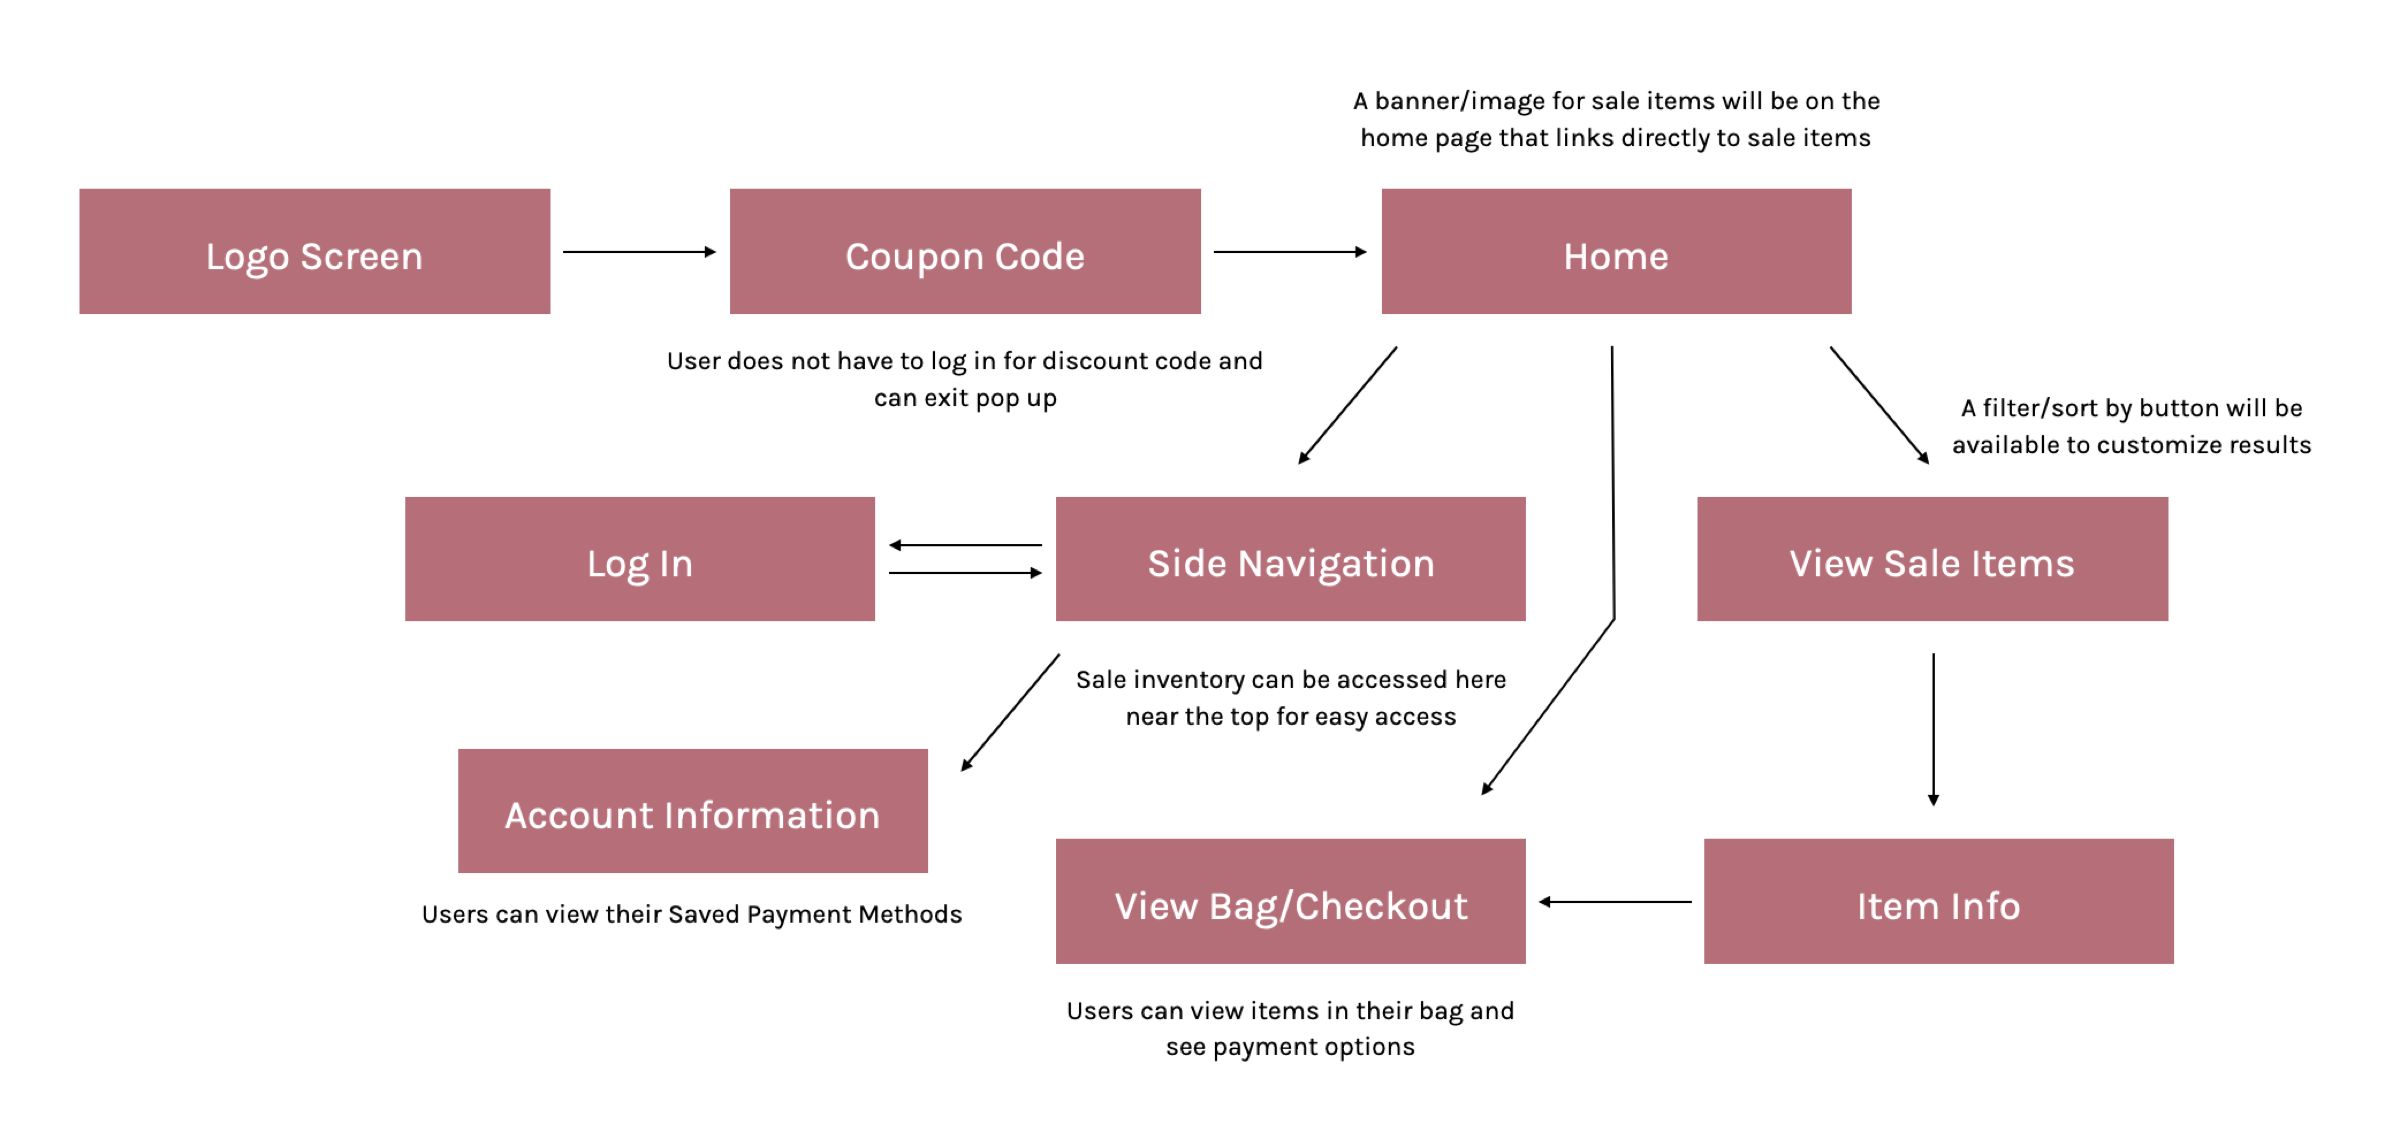 A banner/image for sale items will be on the
home page that links directly to sale items
Logo Screen
Coupon Code
Home
User does not have to log in for discount code and
can exit pop up
A filter/sort by button will be
available to customize results
Log In
Side Navigation
View Sale Items
Sale inventory can be accessed here
near the top for easy access
Account Information
Users can view their Saved Payment Methods
View Bag/Checkout
Item Info
Users can view items in their bag and
see payment options